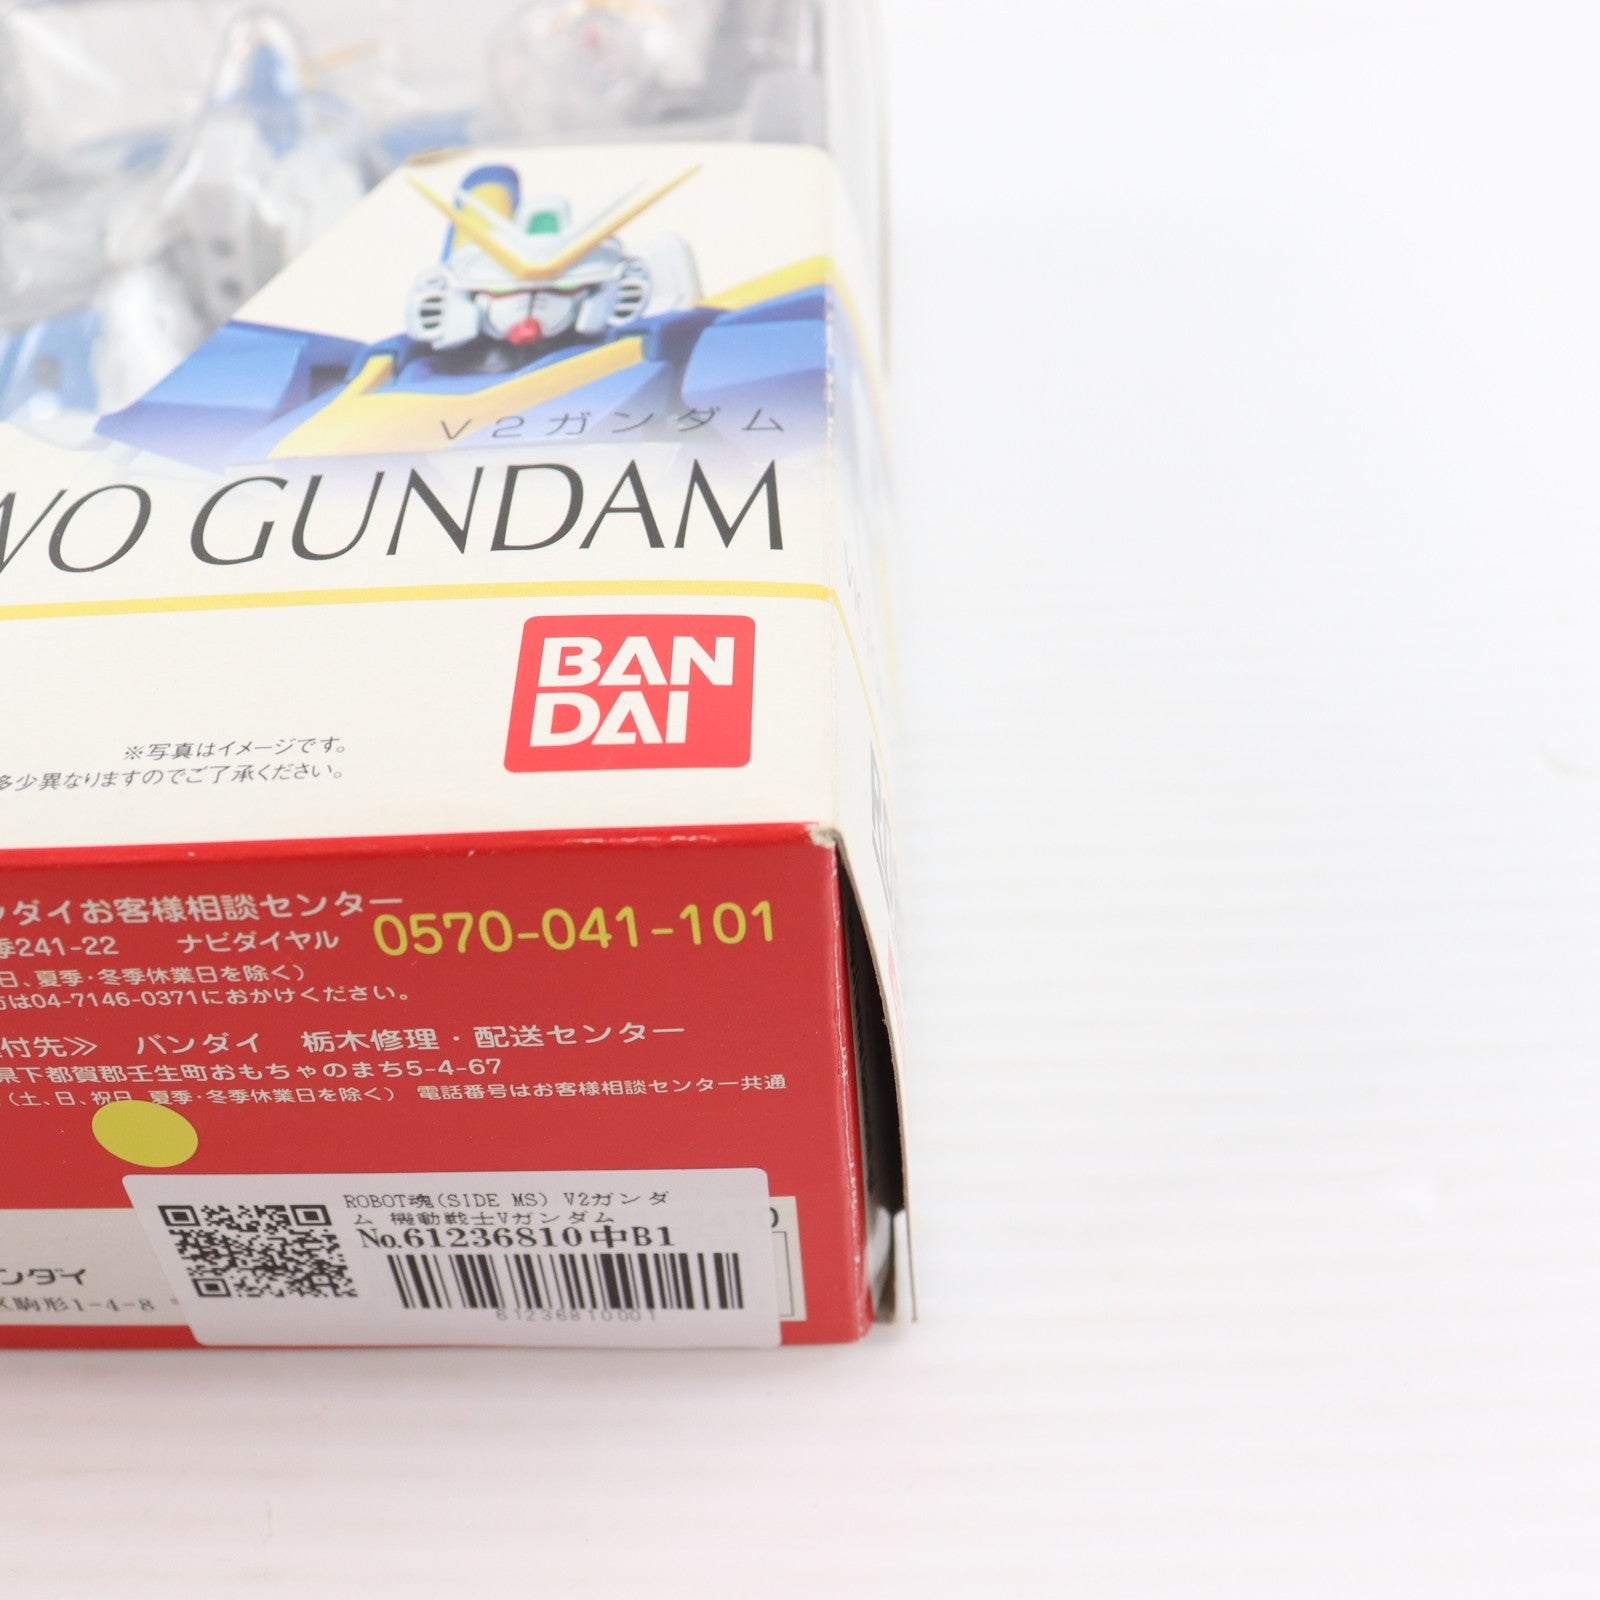 V2ガンダム
WO GUNDAM
BAN
DAI
※写真はイメージです。
多少異なりますのでご了承ください。
ンダイお客様相談センター
季241-22 ナビダイヤル 0570-041-101
日、夏季・冬季休業日を除く）
方は04-7146-0371におかけください。
付先≫ バンダイ 栃木修理・配送センター
県下都賀郡壬生町おもちゃのまち5-4-67
（土、日、祝日、夏季・冬季休業日を除く） 電話番号はお客様相談センター共通
ROBOT魂(SIDE MS) V2ガンダ
ム 機動戦士Vガンダム
No.61236810中B1
61236810001
ンダイ
区駒形1-4-8